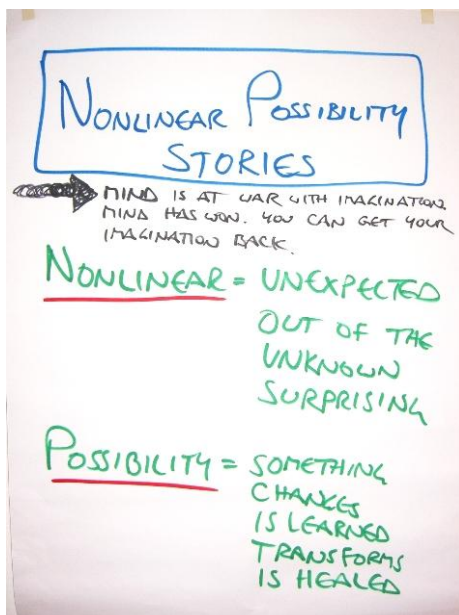 NONLINEAR POSSIBILITY
STORIES
MIND IS AT WAR WITH IMAGINATION.
MIND HAS WON. YOU CAN GET YOUR
IMAGINATION BACK.
NONLINEAR = UNEXPECTED
OUT OF THE
UNKNOWN
SURPRISING
POSSIBILITY = SOMETHING
CHANGES
IS LEARNED
TRANSFORMS
IS HEALED